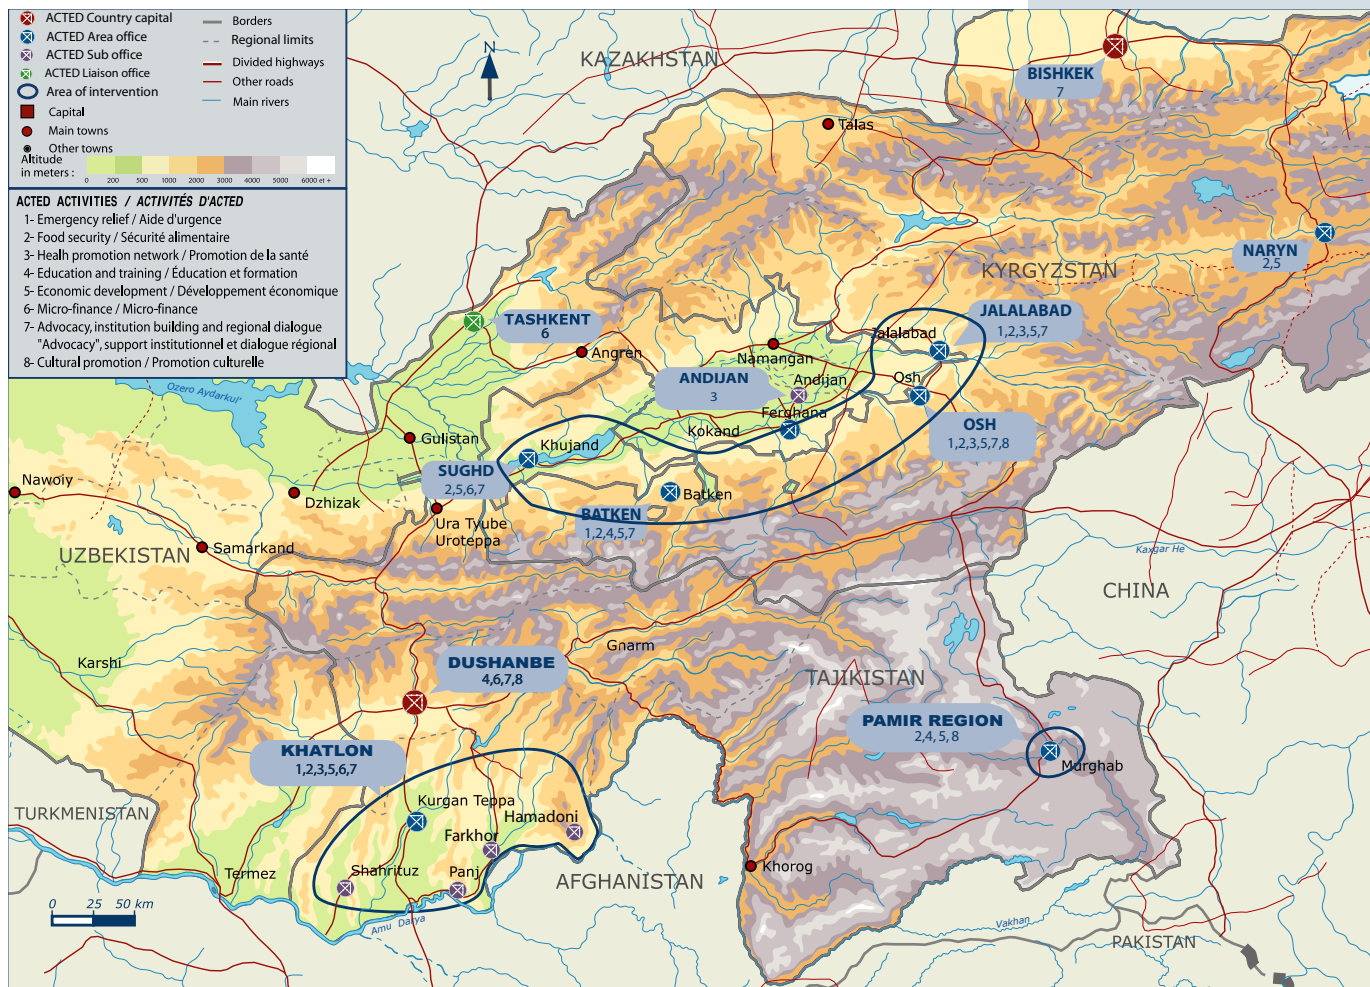 ACTED Country capital
ACTED Area office
ACTED Sub office
ACTED Liaison office
Area of intervention
Capital
Main towns
Other towns
Borders
Regional limits
Divided highways
Other roads
Main rivers
Altitude
in meters :
0 200 500 1000 2000 3000 4000 5000 6000 et +
ACTED ACTIVITIES / ACTIVITÉS D'ACTED
1- Emergency relief / Aide d'urgence
2- Food security / Sécurité alimentaire
3- Healh promotion network / Promotion de la santé
4- Education and training / Éducation et formation
5- Economic development / Développement économique
6- Micro-finance / Micro-finance
7- Advocacy, institution building and regional dialogue
"Advocacy", support institutionel et dialogue régional
8- Cultural promotion / Promotion culturelle
N
KAZAKHSTAN
BISHKEK
7
Talas
NARYN
2,5
KYRGYZSTAN
TASHKENT
6
Angren
Namangan
Jalalabad
JALALABAD
1,2,3,5,7
ANDIJAN
3
Andijan
Osh
Ferghana
OSH
1,2,3,5,7,8
Kokand
Ozero Aydarkul'
Gulistan
Khujand
SUGHD
2,5,6,7
Nawoiy
Dzhizak
Batken
BATKEN
1,2,4,5,7
Ura Tyube
Uroteppa
UZBEKISTAN
Samarkand
Kaxgar He
CHINA
Karshi
Gnarm
DUSHANBE
4,6,7,8
TAJIKISTAN
PAMIR REGION
2,4,5,8
Murghab
KHATLON
1,2,3,5,6,7
TURKMENISTAN
Kurgan Teppa
Hamadoni
Farkhor
Shahrituz
Panj
Termez
Khorog
AFGHANISTAN
0 25 50 km
Amu Darya
Vakhan
PAKISTAN